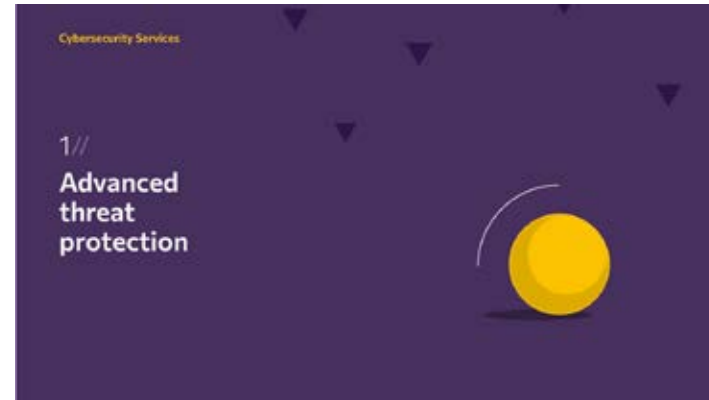 Cybersecurity Services
1//
Advanced
threat
protection